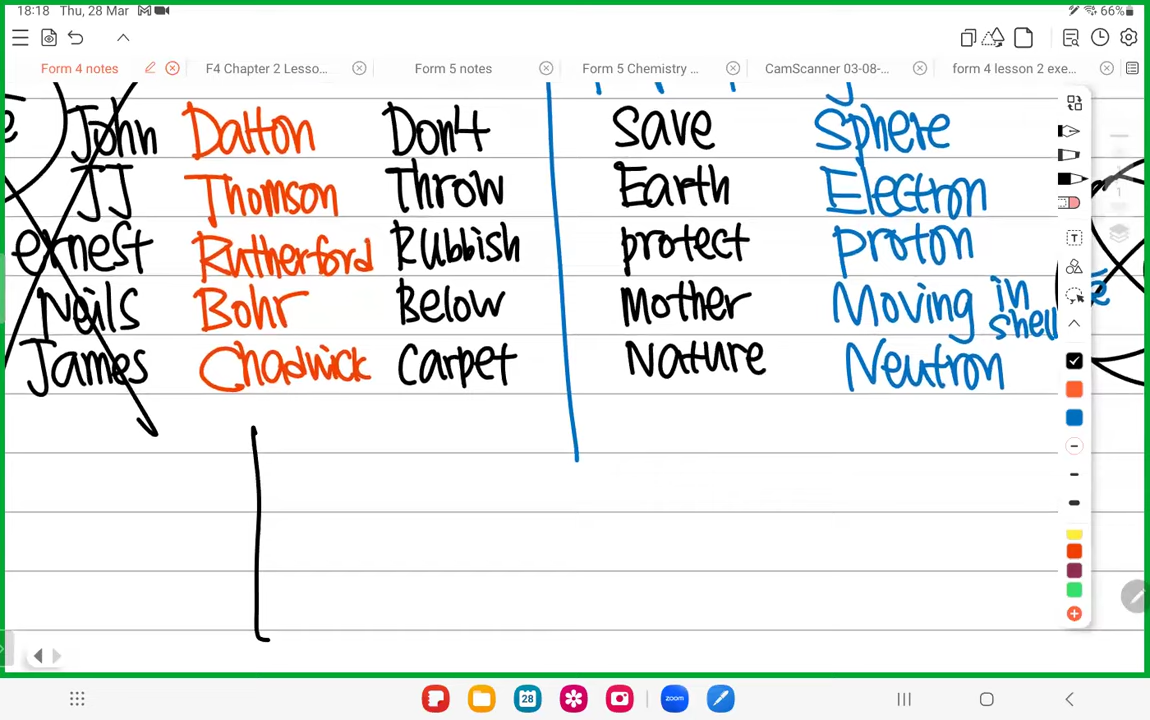 18:18 Thu, 28 Mar 66%
Form 4 notes F4 Chapter 2 Lesso... Form 5 notes Form 5 Chemistry ... CamScanner 03-08-... form 4 lesson 2 exe...
John Dalton Don't save Sphere
JJ Thomson Throw Earth Electron
ernest Rutherford Rubbish protect proton
Neils Bohr Below Mother Moving in shell
James Chadwick carpet Nature Neutron
T
28 zoom